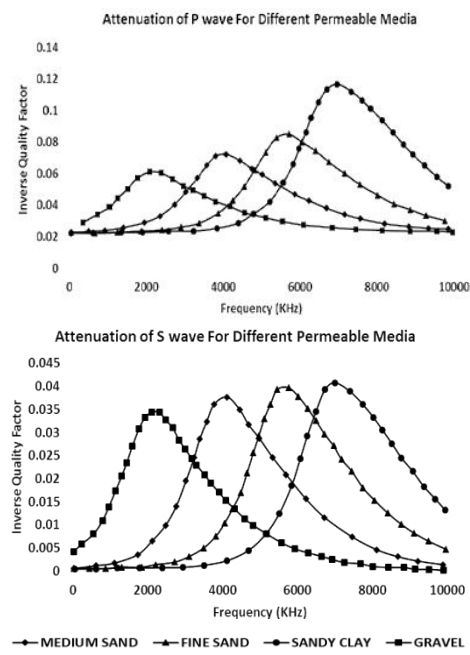 Attenuation of P wave For Different Permeable Media
Inverse Quality Factor
0.14
0.12
0.1
0.08
0.06
0.04
0.02
0
0 2000 4000 6000 8000 10000
Frequency (KHz)
Attenuation of S wave For Different Permeable Media
Inverse Quality Factor
0.045
0.04
0.035
0.03
0.025
0.02
0.015
0.01
0.005
0
0 2000 4000 6000 8000 10000
Frequency (KHz)
MEDIUM SAND FINE SAND SANDY CLAY GRAVEL